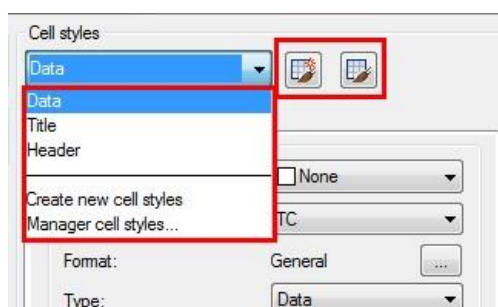 Cell styles
Data
Data
Title
Header
Create new cell styles
Manager cell styles...
None
TC
Format: General ...
Type: Data